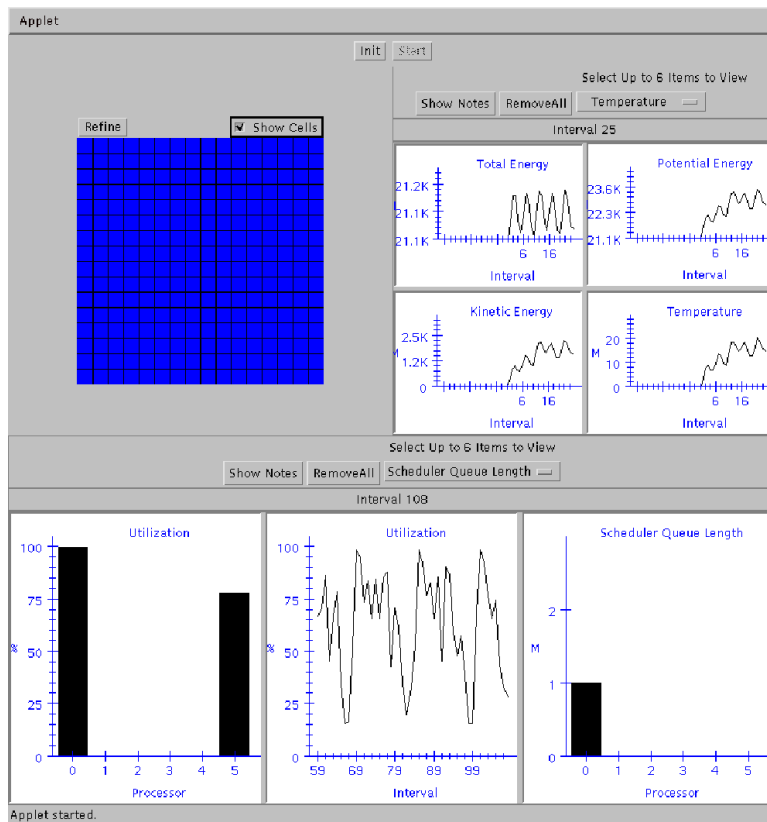 Applet
Init Start
Select Up to 6 Items to View
Show Notes RemoveAll Temperature
Interval 25
Refine Show Cells
Total Energy
21.2K
21.1K
21.1K
6 16
Interval
Potential Energy
23.6K
22.3K
21.1K
6 16
Interval
Kinetic Energy
2.5K
M
1.2K
0
6 16
Interval
Temperature
20
M
10
0
6 16
Interval
Select Up to 6 Items to View
Show Notes RemoveAll Scheduler Queue Length
Interval 108
Utilization
100
75
%
50
25
0
0 1 2 3 4 5
Processor
Utilization
100
75
%
50
25
0
59 69 79 89 99
Interval
Scheduler Queue Length
2
M
1
0
0 1 2 3 4 5
Processor
Applet started.